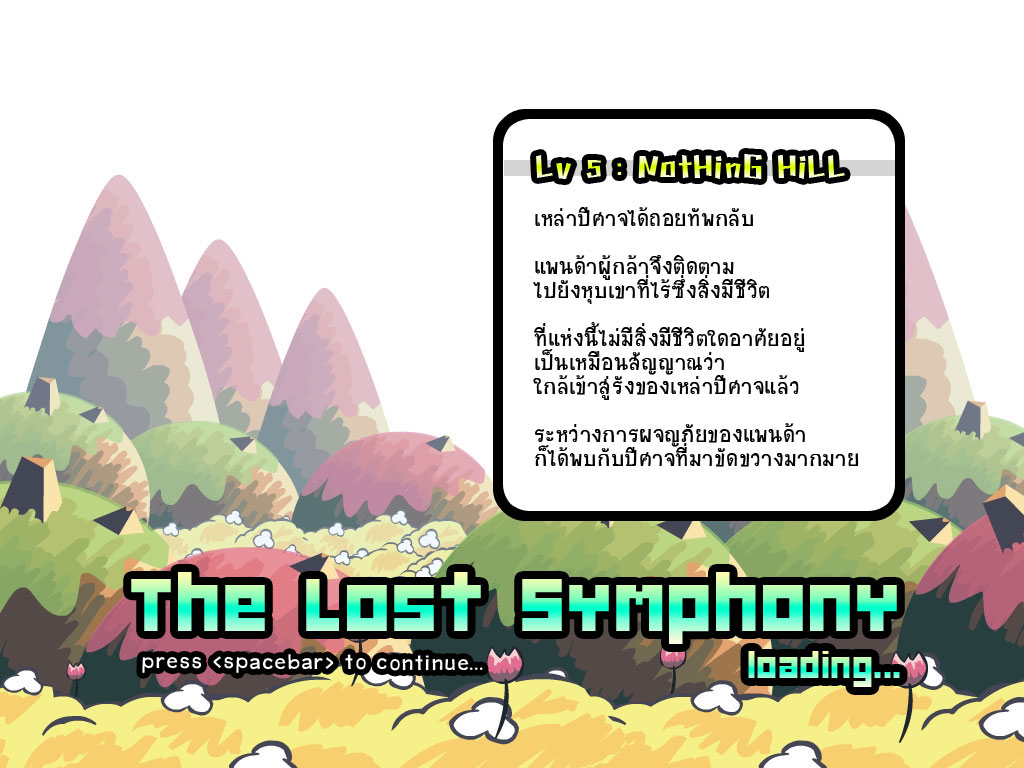 Lv 5 : NotHinG HiLL
เหล่าปีศาจได้ถอยทัพกลับ
แพนด้าผู้กล้าจึงติดตาม
ไปยังหุบเขาที่ไร้ซึ่งสิ่งมีชีวิต
ที่แห่งนี้ไม่มีสิ่งมีชีวิตใดอาศัยอยู่
เป็นเหมือนสัญญาณว่า
ใกล้เข้าสู่รังของเหล่าปีศาจแล้ว
ระหว่างการผจญภัยของแพนด้า
ก็ได้พบกับปีศาจที่มาขัดขวางมากมาย
The Lost Symphony
press <spacebar> to continue...
loading...